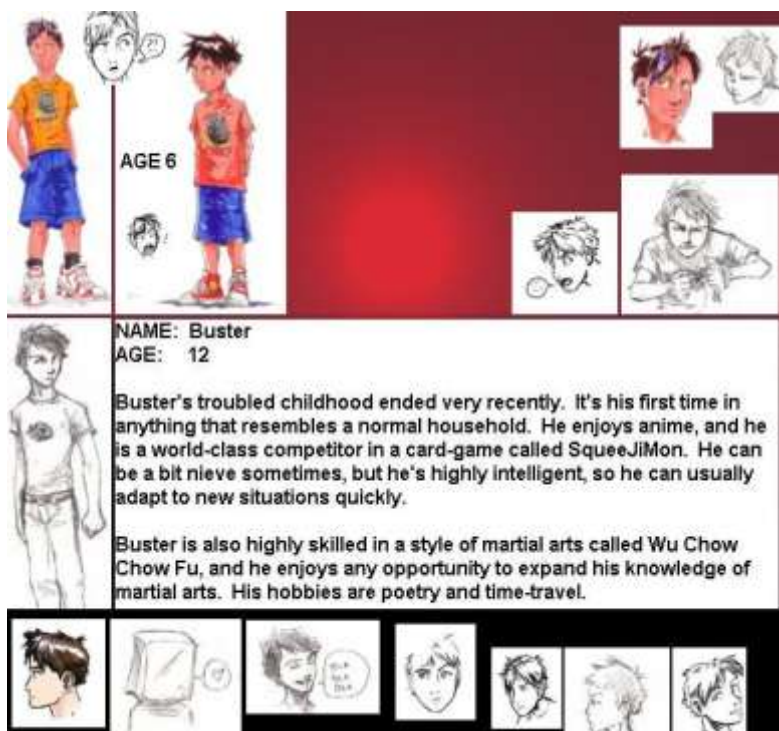 ?!
AGE 6
NAME: Buster
AGE: 12
Buster's troubled childhood ended very recently. It's his first time in
anything that resembles a normal household. He enjoys anime, and he
is a world-class competitor in a card-game called SqueeJiMon. He can
be a bit nieve sometimes, but he's highly intelligent, so he can usually
adapt to new situations quickly.
Buster is also highly skilled in a style of martial arts called Wu Chow
Chow Fu, and he enjoys any opportunity to expand his knowledge of
martial arts. His hobbies are poetry and time-travel.